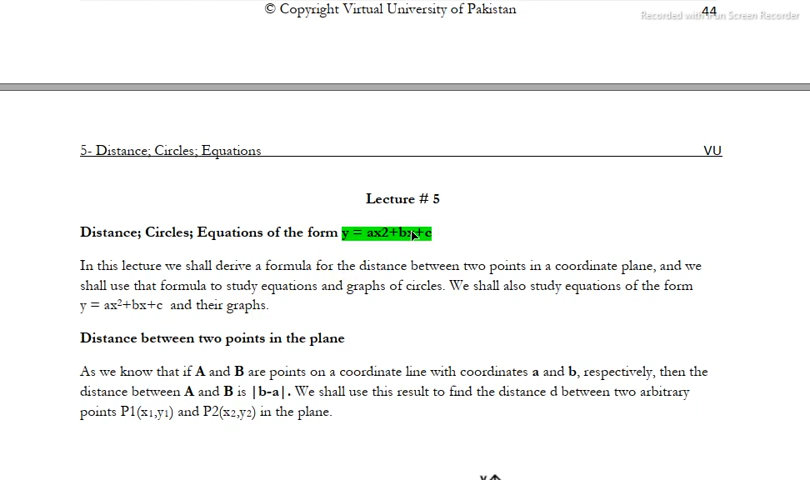 © Copyright Virtual University of Pakistan 44
Recorded with iFun Screen Recorder
5- Distance; Circles; Equations VU
Lecture # 5
Distance; Circles; Equations of the form y = ax2+bx+c
In this lecture we shall derive a formula for the distance between two points in a coordinate plane, and we
shall use that formula to study equations and graphs of circles. We shall also study equations of the form
y = ax²+bx+c and their graphs.
Distance between two points in the plane
As we know that if A and B are points on a coordinate line with coordinates a and b, respectively, then the
distance between A and B is |b-a|. We shall use this result to find the distance d between two arbitrary
points P1(x₁,y₁) and P2(x₂,y₂) in the plane.
y